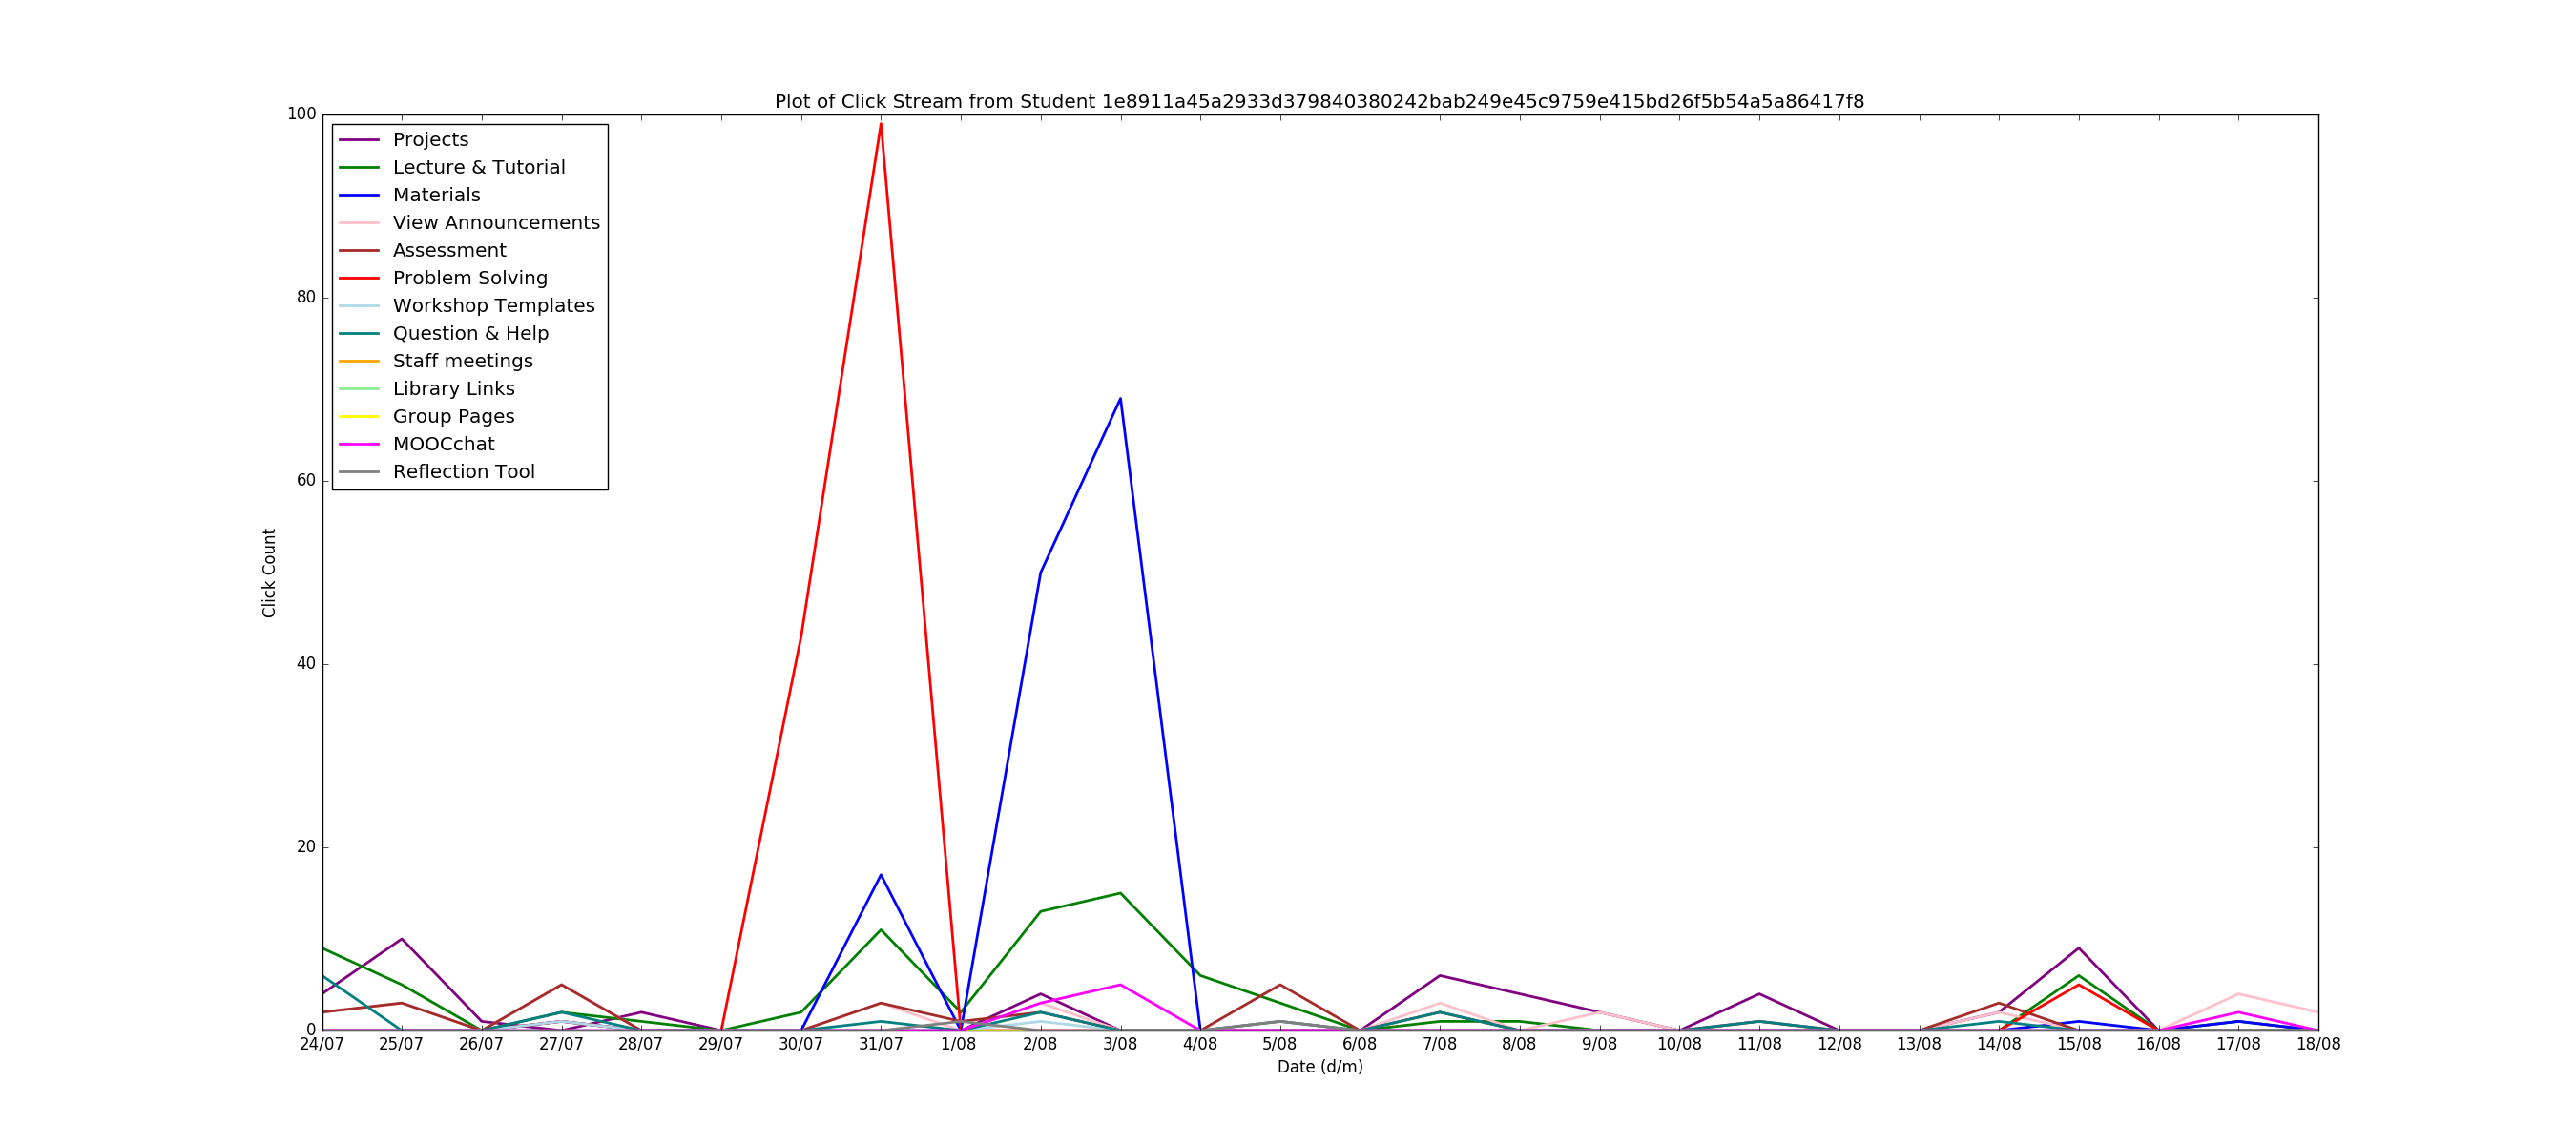 Plot of Click Stream from Student 1e8911a45a2933d379840380242bab249e45c9759e415bd26f5b54a5a86417f8
100
80
60
40
20
0
Click Count
Projects
Lecture & Tutorial
Materials
View Announcements
Assessment
Problem Solving
Workshop Templates
Question & Help
Staff meetings
Library Links
Group Pages
MOOCchat
Reflection Tool
24/07 25/07 26/07 27/07 28/07 29/07 30/07 31/07 1/08 2/08 3/08 4/08 5/08 6/08 7/08 8/08 9/08 10/08 11/08 12/08 13/08 14/08 15/08 16/08 17/08 18/08
Date (d/m)